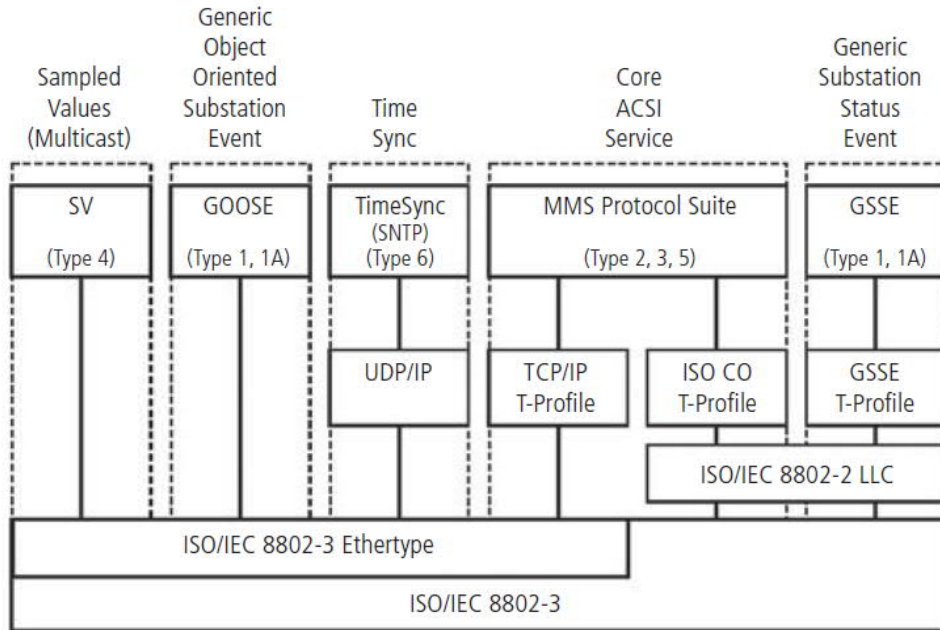 Sampled
Values
(Multicast)
Generic
Object
Oriented
Substation
Event
Time
Sync
Core
ACSI
Service
Generic
Substation
Status
Event
SV
(Type 4)
GOOSE
(Type 1, 1A)
TimeSync
(SNTP)
(Type 6)
MMS Protocol Suite
(Type 2, 3, 5)
GSSE
(Type 1, 1A)
UDP/IP
TCP/IP
T-Profile
ISO CO
T-Profile
GSSE
T-Profile
ISO/IEC 8802-2 LLC
ISO/IEC 8802-3 Ethertype
ISO/IEC 8802-3